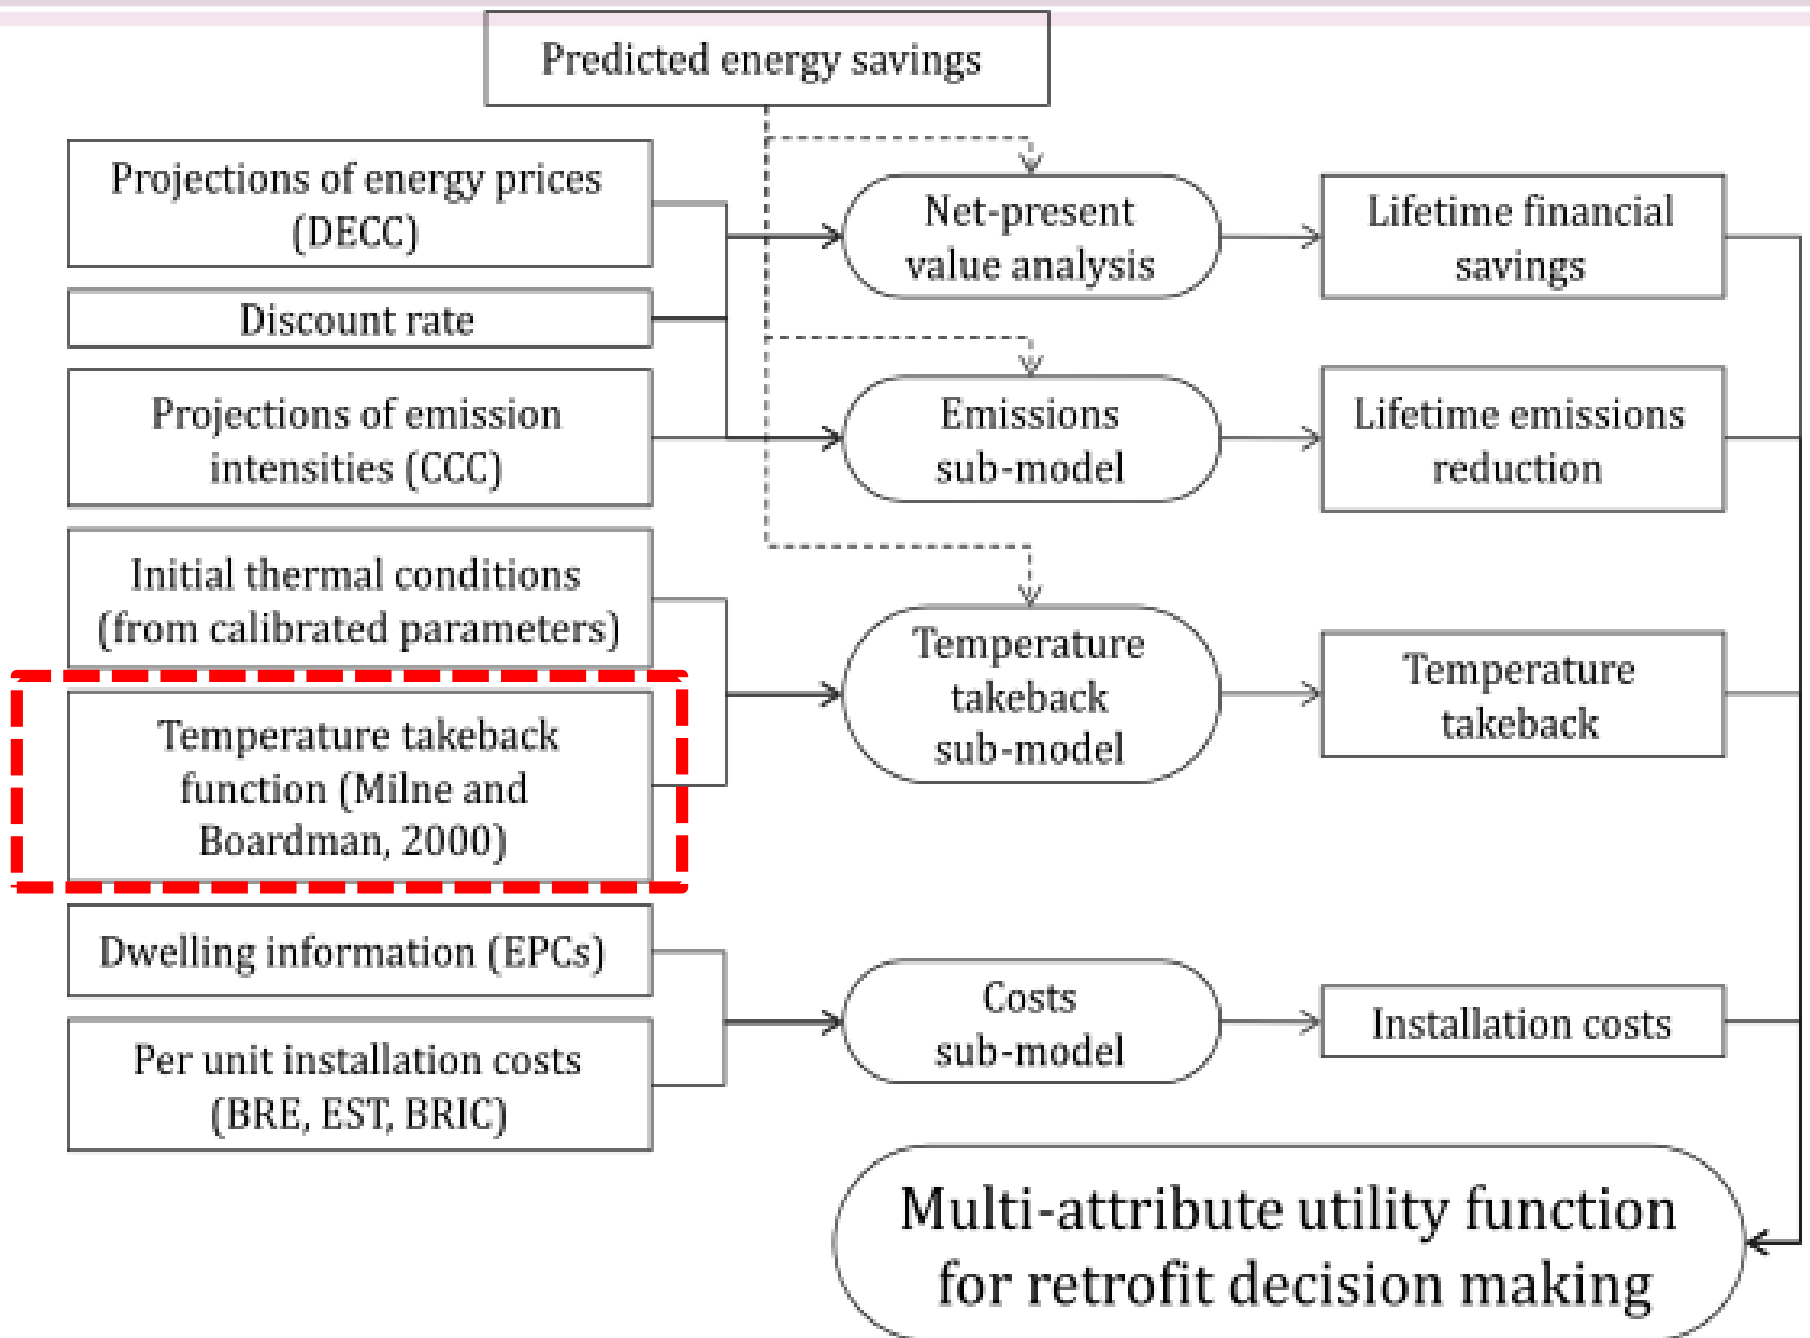 Predicted energy savings
Projections of energy prices
(DECC)
Discount rate
Projections of emission
intensities (CCC)
Initial thermal conditions
(from calibrated parameters)
Temperature takeback
function (Milne and
Boardman, 2000)
Dwelling information (EPCs)
Per unit installation costs
(BRE, EST, BRIC)
Net-present
value analysis
Emissions
sub-model
Temperature
takeback
sub-model
Costs
sub-model
Lifetime financial
savings
Lifetime emissions
reduction
Temperature
takeback
Installation costs
Multi-attribute utility function
for retrofit decision making